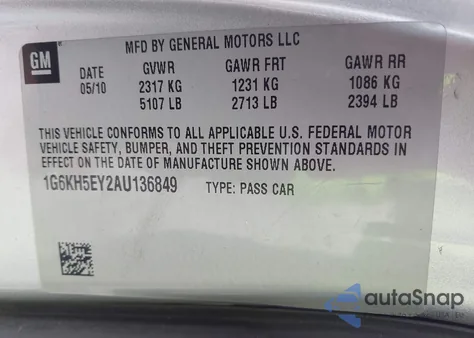 GM
MFD BY GENERAL MOTORS LLC
DATE GVWR GAWR FRT GAWR RR
05/10 2317 KG 1231 KG 1086 KG
5107 LB 2713 LB 2394 LB
THIS VEHICLE CONFORMS TO ALL APPLICABLE U.S. FEDERAL MOTOR
VEHICLE SAFETY, BUMPER, AND THEFT PREVENTION STANDARDS IN
EFFECT ON THE DATE OF MANUFACTURE SHOWN ABOVE.
1G6KH5EY2AU136849 TYPE: PASS CAR
autoSnap